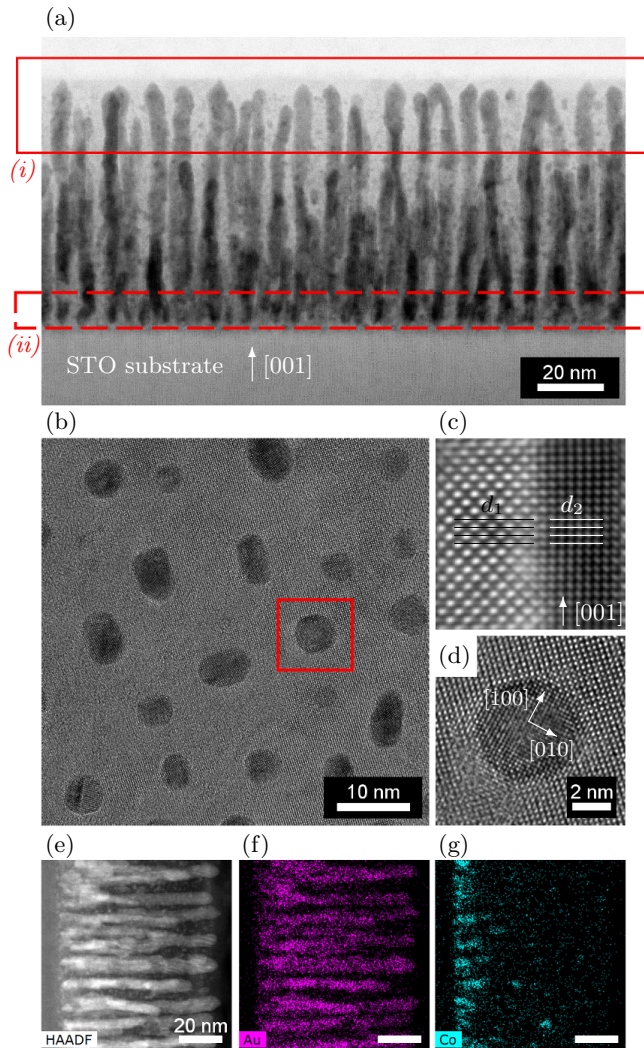 (a)
(i)
(ii)
STO substrate
[001]
20 nm
(b)
10 nm
(c)
d1
d2
[001]
(d)
[100]
[010]
2 nm
(e)
HAADF
20 nm
(f)
Au
(g)
Co